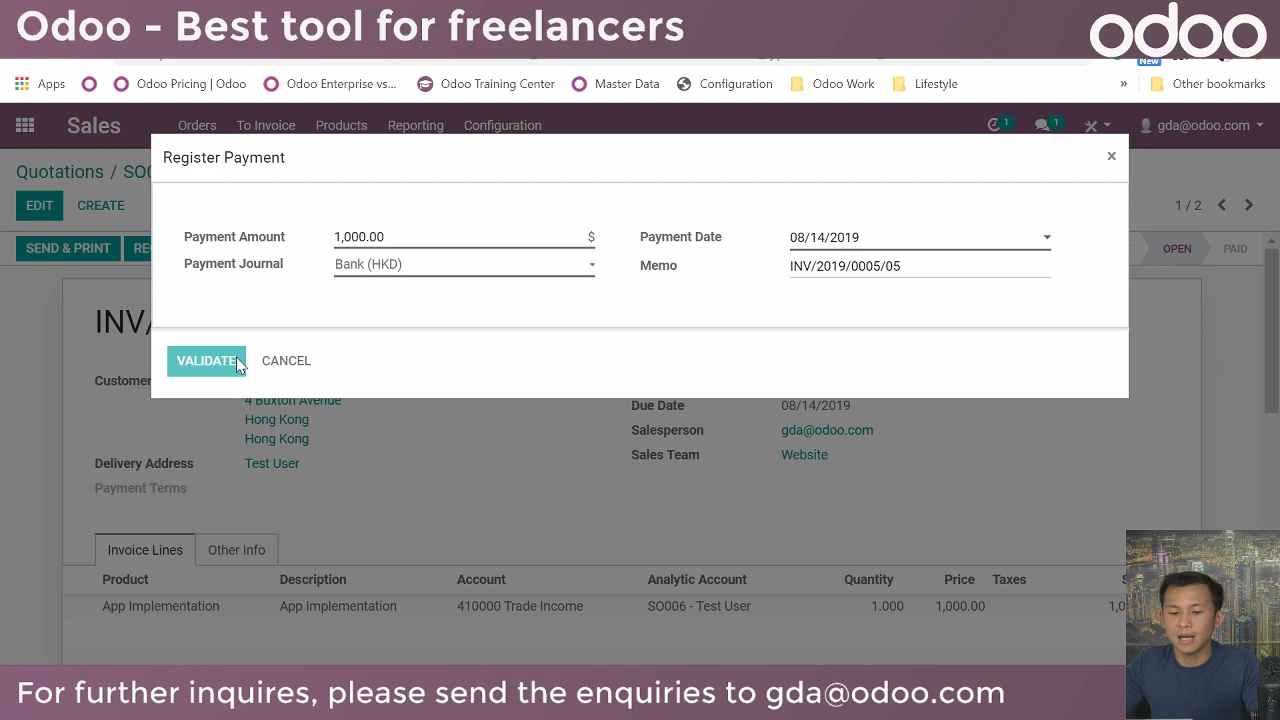 Odoo - Best tool for freelancers
odoo
New
Apps
Odoo Pricing | Odoo
Odoo Enterprise vs...
Odoo Training Center
Master Data
Configuration
Odoo Work
Lifestyle
»
Other bookmarks
Sales
Orders
To Invoice
Products
Reporting
Configuration
1
1
gda@odoo.com
Register Payment
×
Quotations / SO0
EDIT
CREATE
1 / 2
Payment Amount
1,000.00
$
Payment Date
08/14/2019
SEND & PRINT
RE
OPEN
PAID
Payment Journal
Bank (HKD)
Memo
INV/2019/0005/05
INV/
VALIDATE
CANCEL
Customer
4 Buxton Avenue
Hong Kong
Hong Kong
Due Date
08/14/2019
Salesperson
gda@odoo.com
Sales Team
Website
Delivery Address
Test User
Payment Terms
Invoice Lines
Other Info
Product
Description
Account
Analytic Account
Quantity
Price
Taxes
App Implementation
App Implementation
410000 Trade Income
SO006 - Test User
1.000
1,000.00
1,0
For further inquires, please send the enquiries to gda@odoo.com